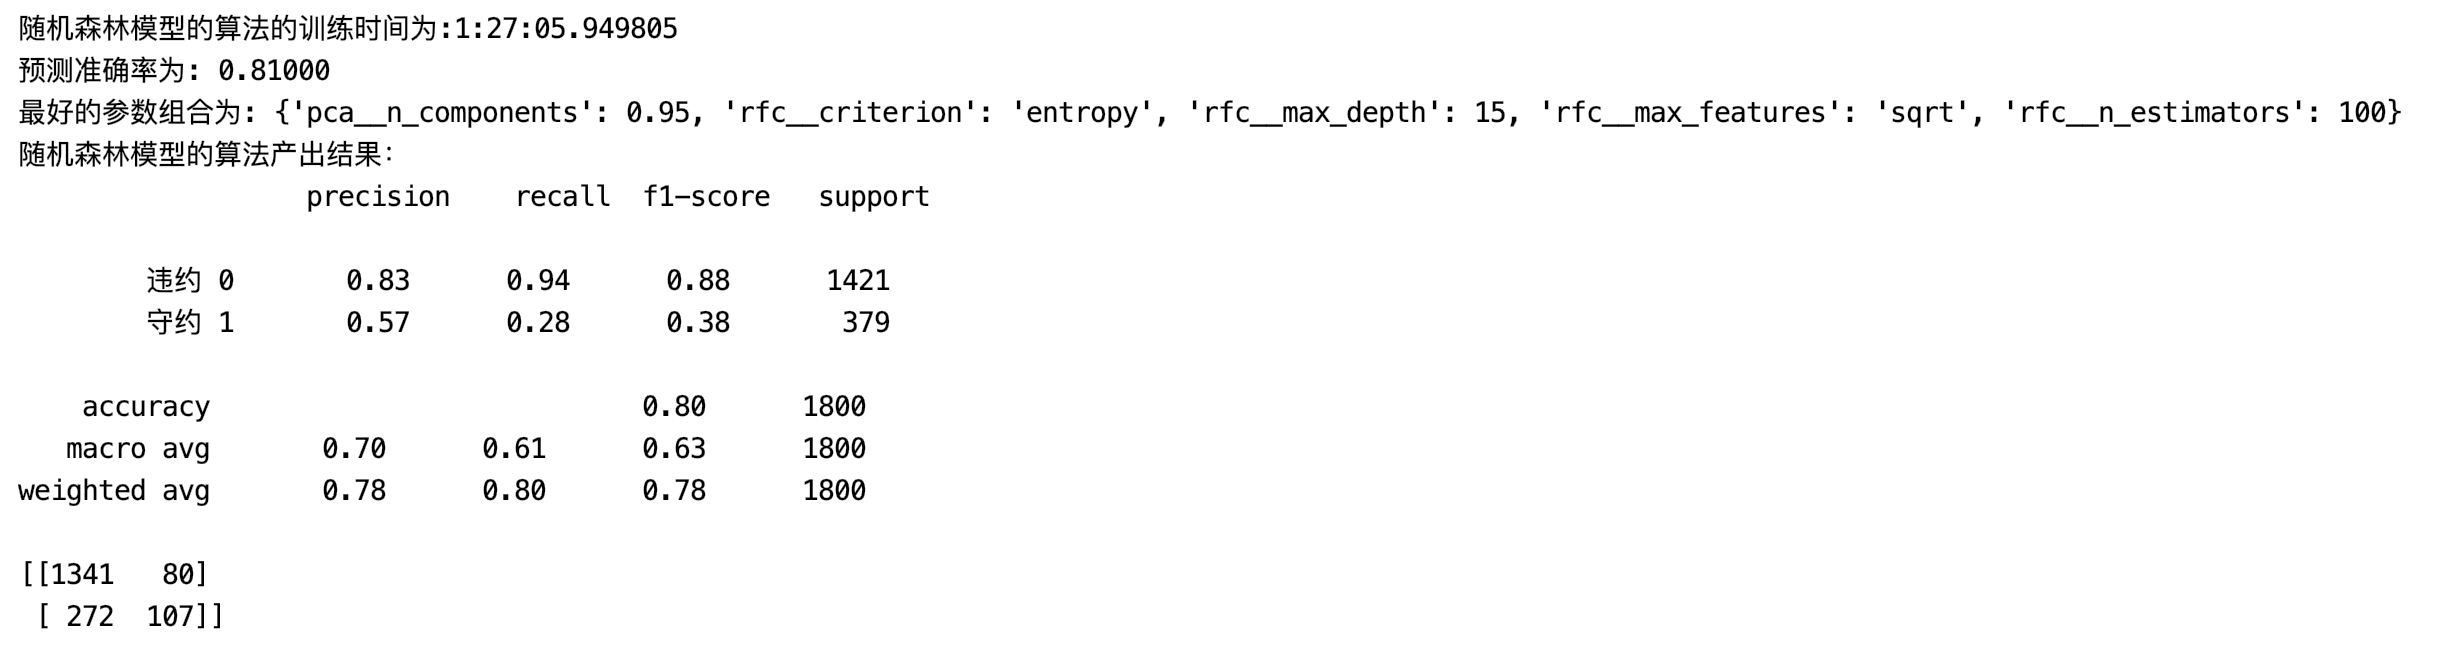 随机森林模型的算法的训练时间为:1:27:05.949805
预测准确率为: 0.81000
最好的参数组合为: {'pca__n_components': 0.95, 'rfc__criterion': 'entropy', 'rfc__max_depth': 15, 'rfc__max_features': 'sqrt', 'rfc__n_estimators': 100}
随机森林模型的算法产出结果:
precision recall f1-score support
违约 0 0.83 0.94 0.88 1421
守约 1 0.57 0.28 0.38 379
accuracy 0.80 1800
macro avg 0.70 0.61 0.63 1800
weighted avg 0.78 0.80 0.78 1800
[[1341 80]
[ 272 107]]